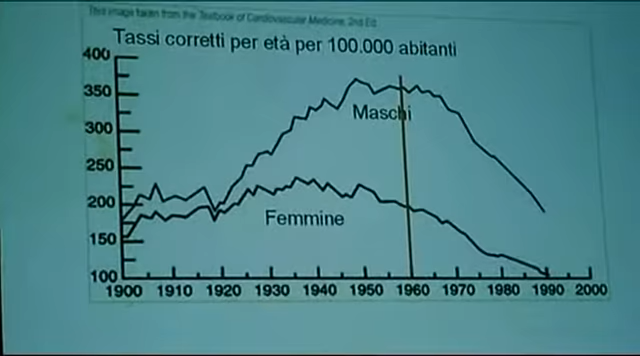 This image taken from the Textbook of Cardiovascular Medicine, 2nd Ed.
Tassi corretti per età per 100.000 abitanti
400
350
Maschi
300
250
200
Femmine
150
100
1900 1910 1920 1930 1940 1950 1960 1970 1980 1990 2000